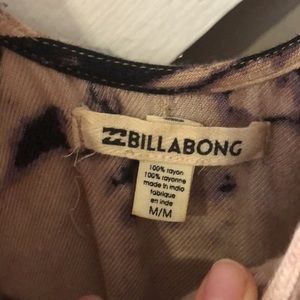 BILLABONG
100% rayon
100% rayonne
made in india
fabriqué
en inde
M/M